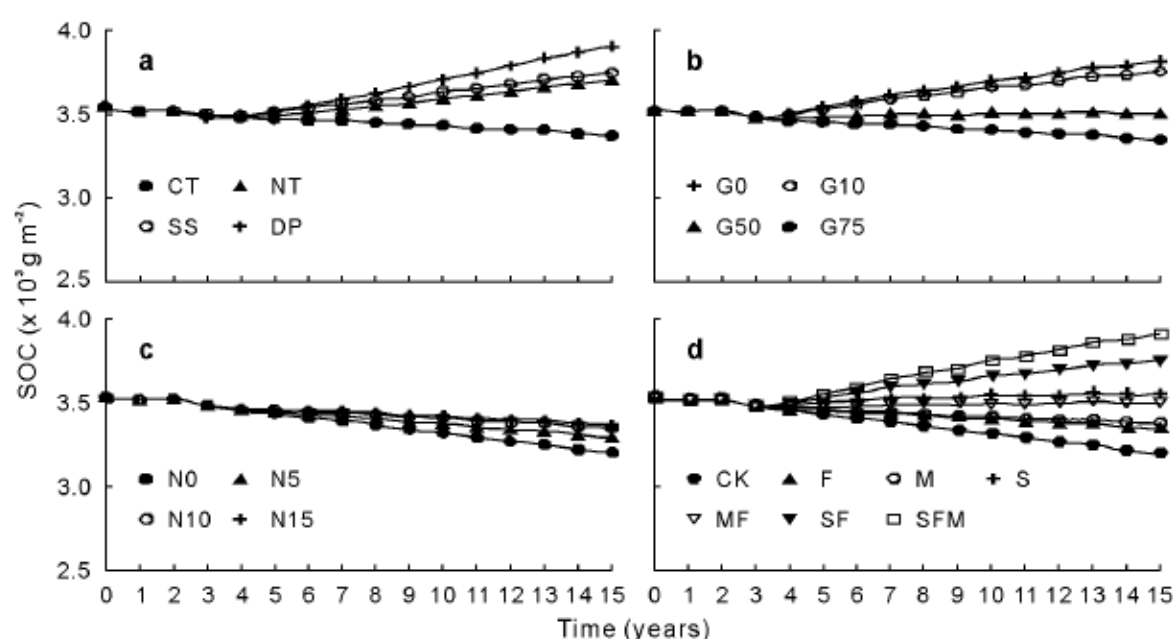 4.0
3.5
3.0
2.5
a
CT NT
SS DP
b
G0 G10
G50 G75
4.0
3.5
3.0
2.5
c
N0 N5
N10 N15
d
CK F M S
MF SF SFM
SOC (x 10³ g m⁻²)
0 1 2 3 4 5 6 7 8 9 10 11 12 13 14 15
0 1 2 3 4 5 6 7 8 9 10 11 12 13 14 15
Time (years)